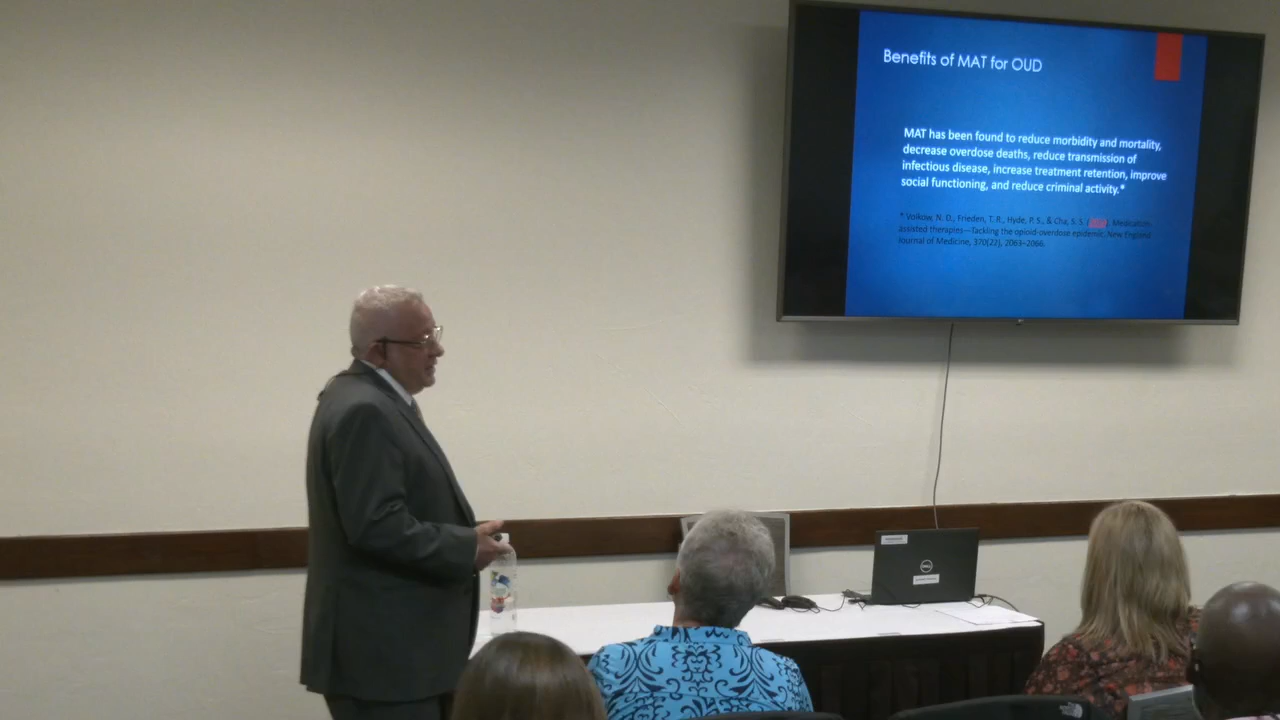 Benefits of MAT for OUD
MAT has been found to reduce morbidity and mortality,
decrease overdose deaths, reduce transmission of
infectious disease, increase treatment retention, improve
social functioning, and reduce criminal activity.*
* Volkow, N. D., Frieden, T. R., Hyde, P. S., & Cha, S. S. Medication-
assisted therapies—Tackling the opioid-overdose epidemic. New England
Journal of Medicine, 370(22), 2063–2066.
DELL